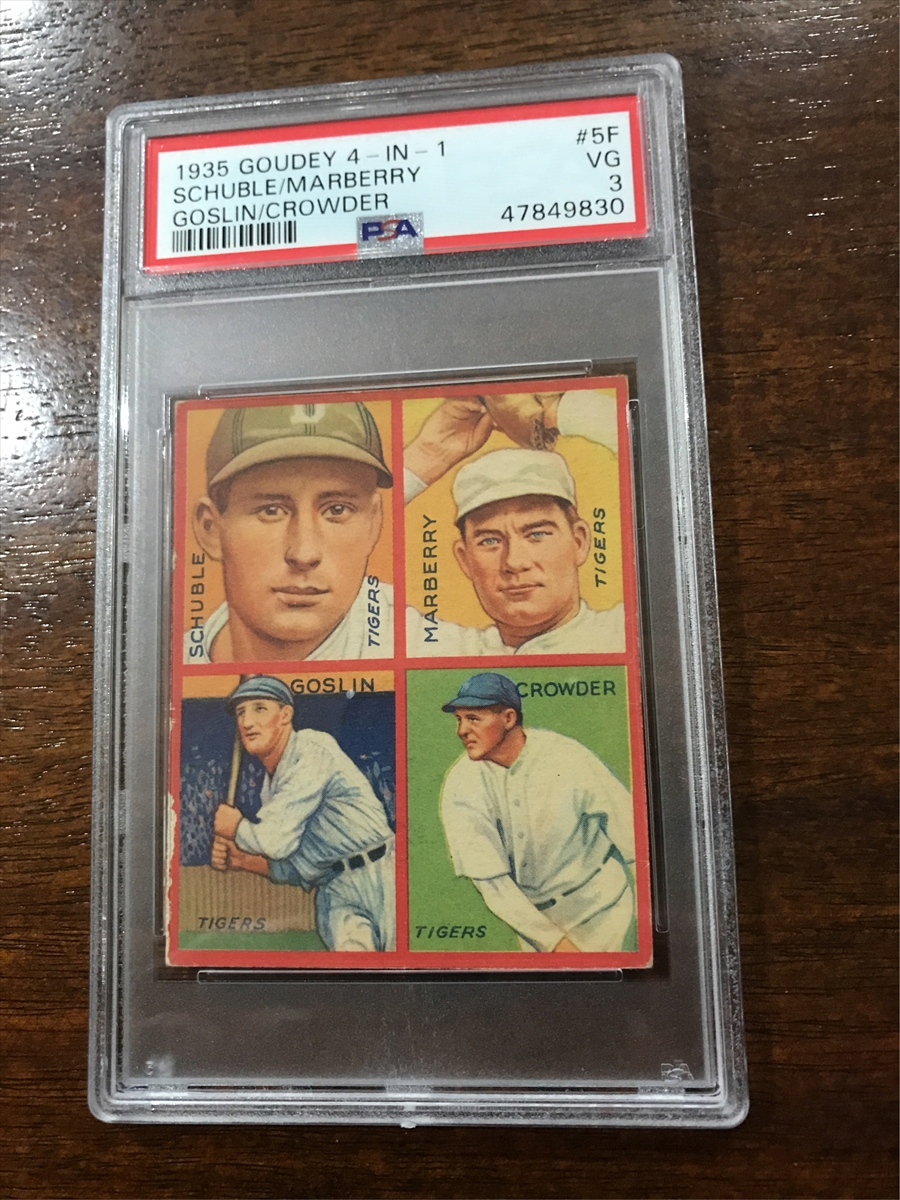 1935 GOUDEY 4-IN-1 #5F
SCHUBLE/MARBERRY VG
GOSLIN/CROWDER 3
PSA 47849830
SCHUBLE
TIGERS
MARBERRY
TIGERS
GOSLIN
TIGERS
CROWDER
TIGERS
PSA